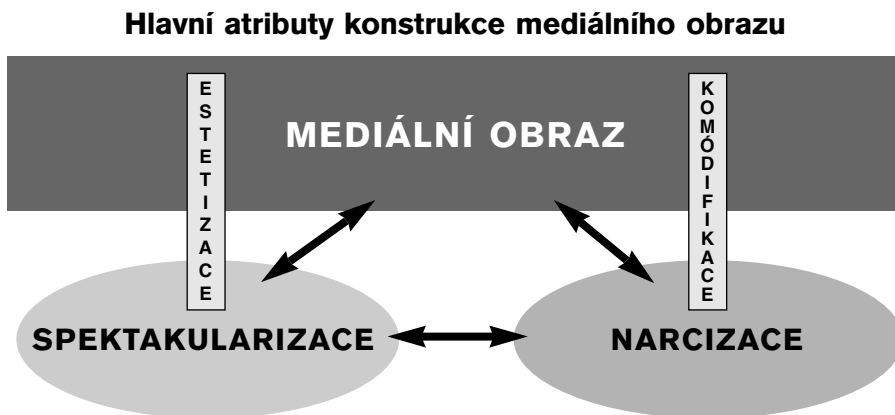 Hlavní atributy konstrukce mediálního obrazu
ESTETIZACE
MEDIÁLNÍ OBRAZ
KOMÓDIFIKACE
SPEKTAKULARIZACE
NARCIZACE